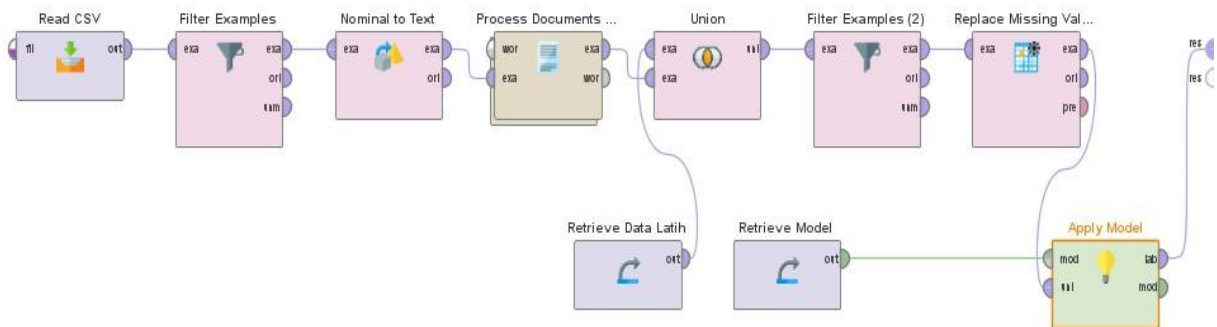 Read CSV
fil
out
Filter Examples
exa
exa
ori
unm
Nominal to Text
exa
exa
ori
Process Documents ...
wor
exa
exa
wor
Union
exa
exa
uni
Filter Examples (2)
exa
exa
ori
unm
Replace Missing Val...
exa
exa
ori
pre
res
res
Retrieve Data Latih
out
Retrieve Model
out
Apply Model
mod
unl
lab
mod